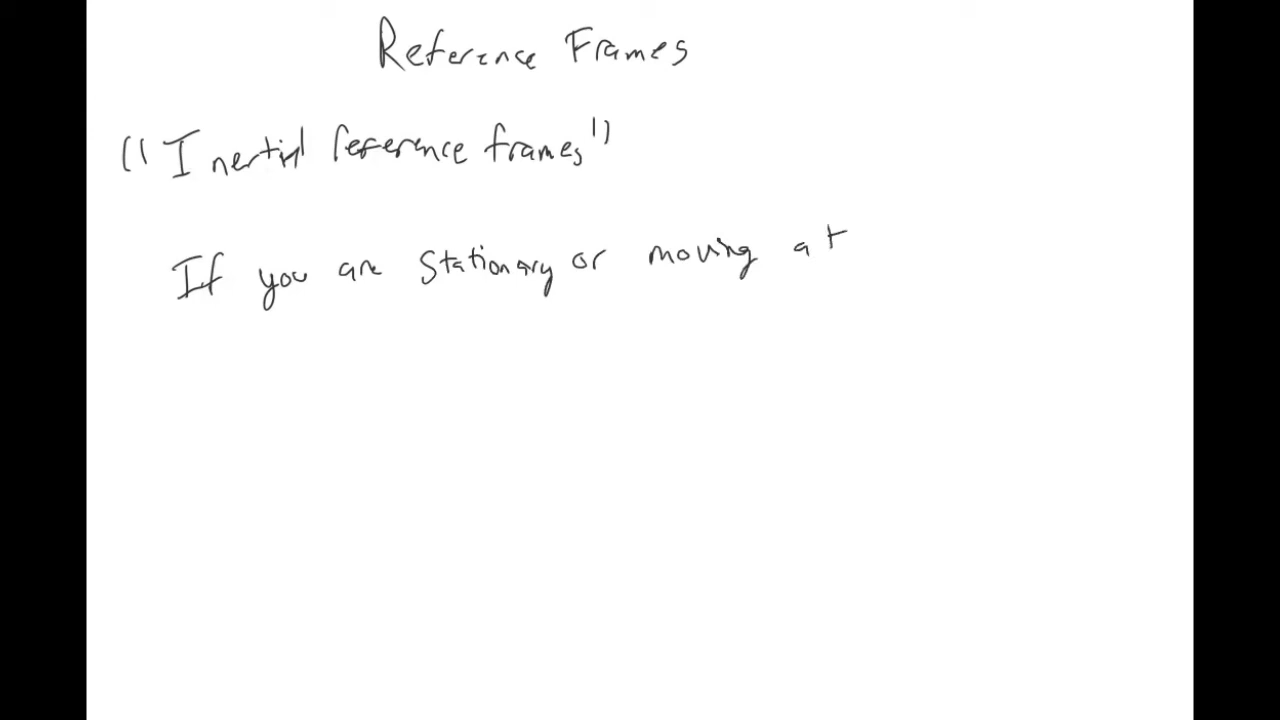 Reference Frames
"Inertial reference frames"
If you are stationary or moving at